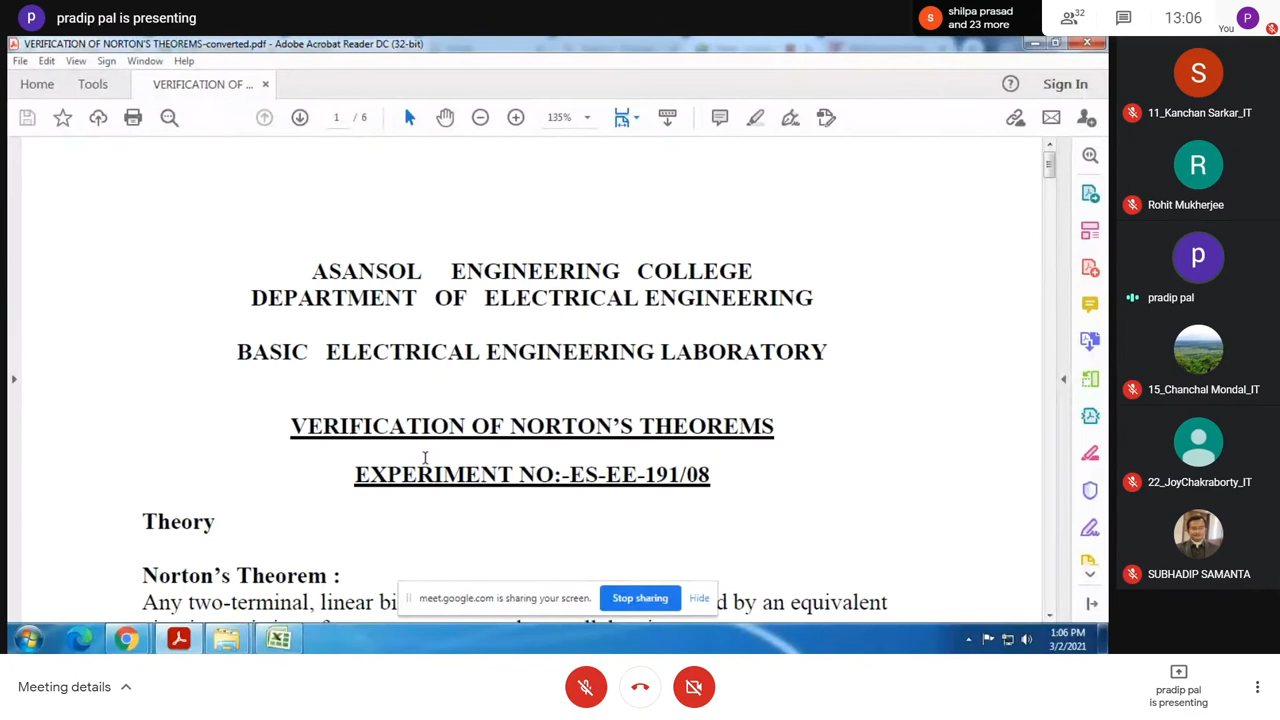 p
pradip pal is presenting
S
shilpa prasad
and 23 more
32
13:06
You
P
VERIFICATION OF NORTON'S THEOREMS-converted.pdf - Adobe Acrobat Reader DC (32-bit)
File Edit View Sign Window Help
Home Tools VERIFICATION OF ... × Sign In
1 / 6 135%
ASANSOL ENGINEERING COLLEGE
DEPARTMENT OF ELECTRICAL ENGINEERING
BASIC ELECTRICAL ENGINEERING LABORATORY
VERIFICATION OF NORTON'S THEOREMS
EXPERIMENT NO:-ES-EE-191/08
Theory
Norton's Theorem :
Any two-terminal, linear bi d by an equivalent
meet.google.com is sharing your screen. Stop sharing Hide
1:06 PM
3/2/2021
S
11_Kanchan Sarkar_IT
R
Rohit Mukherjee
p
pradip pal
15_Chanchal Mondal_IT
22_JoyChakraborty_IT
SUBHADIP SAMANTA
Meeting details
pradip pal
is presenting